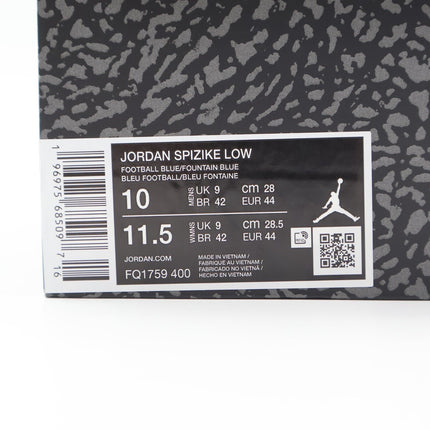 JORDAN SPIZIKE LOW
FOOTBALL BLUE/FOUNTAIN BLUE
BLEU FOOTBALL/BLEU FONTAINE
10 MENS UK 9 cm 28
BR 42 EUR 44
11.5 WMNS UK 9 cm 28.5
BR 42 EUR 44
JORDAN.COM
FQ1759 400
MADE IN VIETNAM /
FABRIQUE AU VIETNAM /
FABRICADO NO VIETNÃ /
HECHO EN VIETNAM
1 96975 68509 7 16